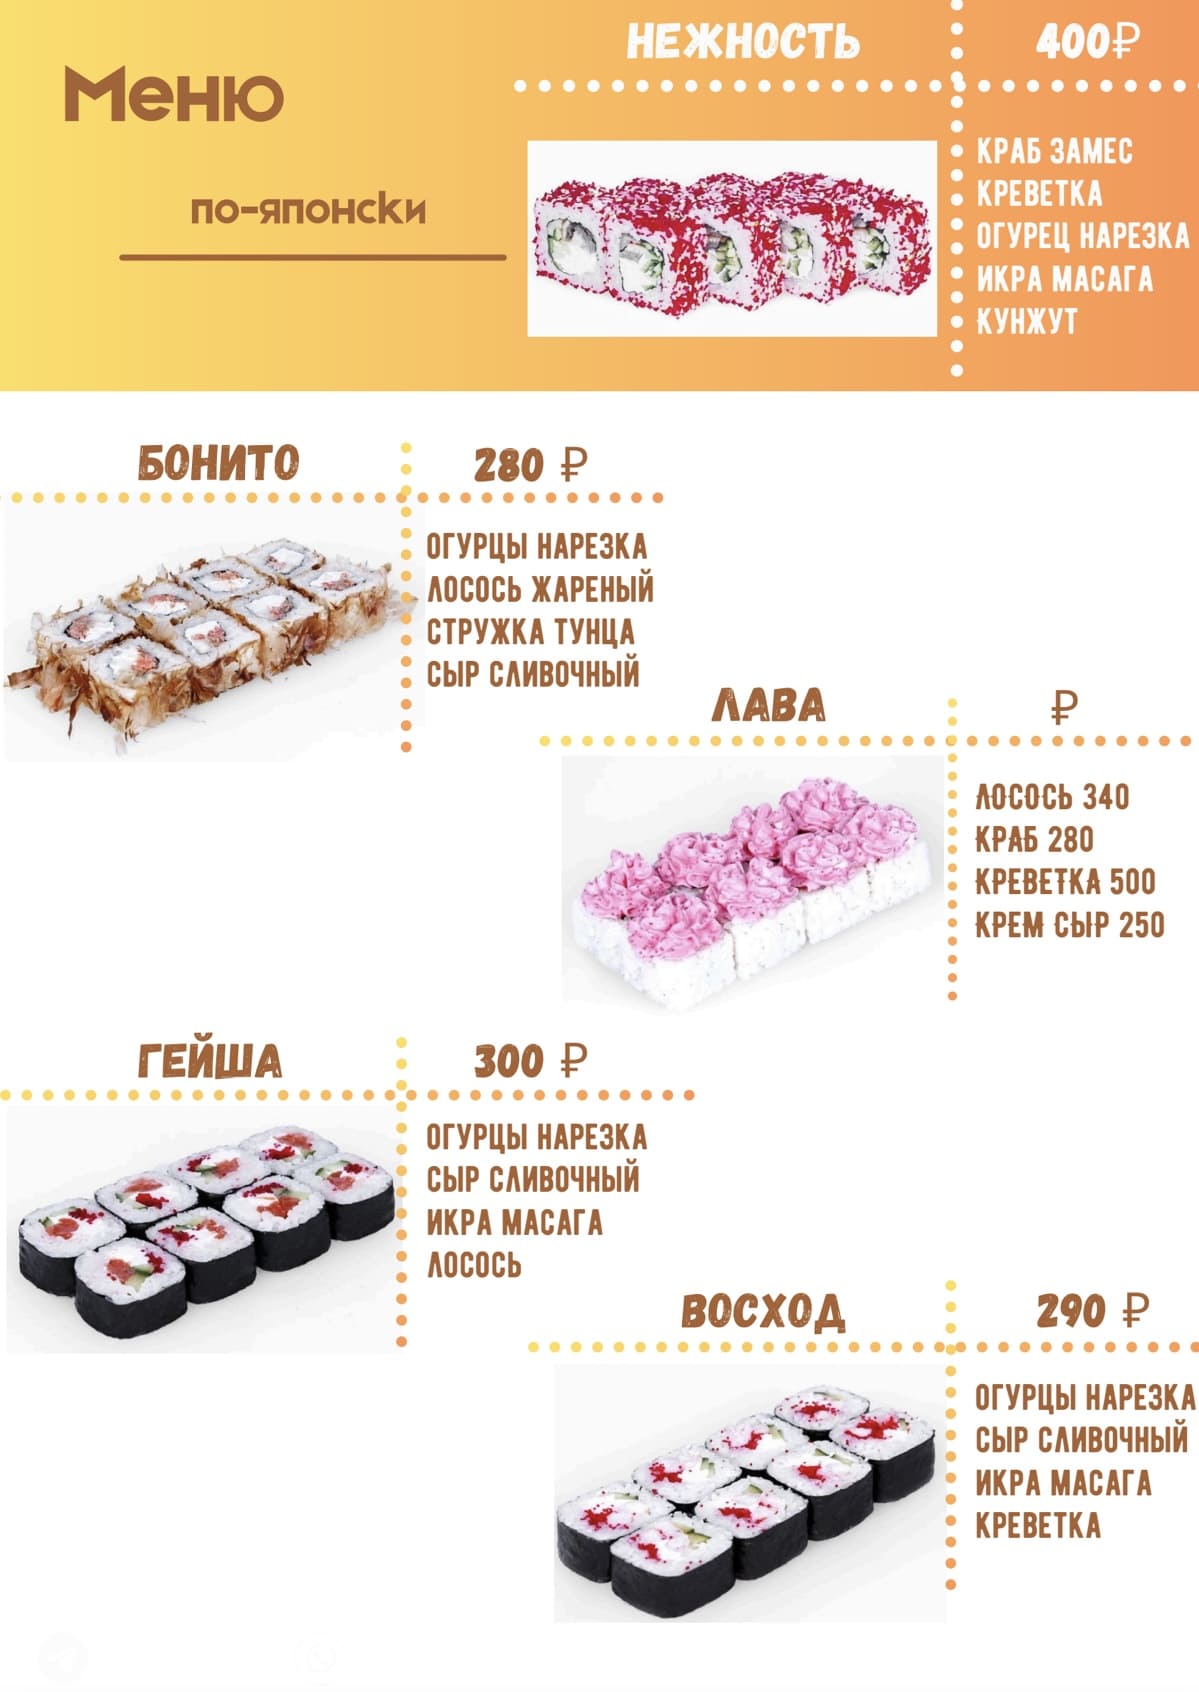 Меню
по-японски
НЕЖНОСТЬ
400₽
КРАБ ЗАМЕС
КРЕВЕТКА
ОГУРЕЦ НАРЕЗКА
ИКРА МАСАГА
КУНЖУТ
БОНИТО
280 ₽
ОГУРЦЫ НАРЕЗКА
ЛОСОСЬ ЖАРЕНЫЙ
СТРУЖКА ТУНЦА
СЫР СЛИВОЧНЫЙ
ЛАВА
₽
ЛОСОСЬ 340
КРАБ 280
КРЕВЕТКА 500
КРЕМ СЫР 250
ГЕЙША
300 ₽
ОГУРЦЫ НАРЕЗКА
СЫР СЛИВОЧНЫЙ
ИКРА МАСАГА
ЛОСОСЬ
ВОСХОД
290 ₽
ОГУРЦЫ НАРЕЗКА
СЫР СЛИВОЧНЫЙ
ИКРА МАСАГА
КРЕВЕТКА